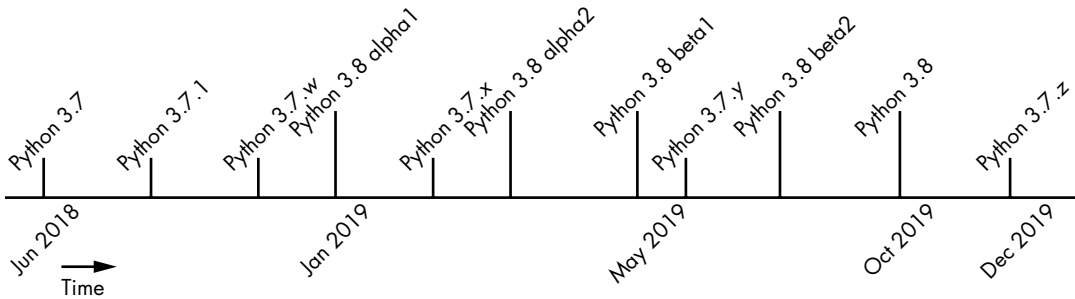 Python 3.7
Python 3.7.1
Python 3.7.w
Python 3.8 alpha1
Python 3.7.x
Python 3.8 alpha2
Python 3.8 beta1
Python 3.7.y
Python 3.8 beta2
Python 3.8
Python 3.7.z
Jun 2018
Jan 2019
May 2019
Oct 2019
Dec 2019
Time